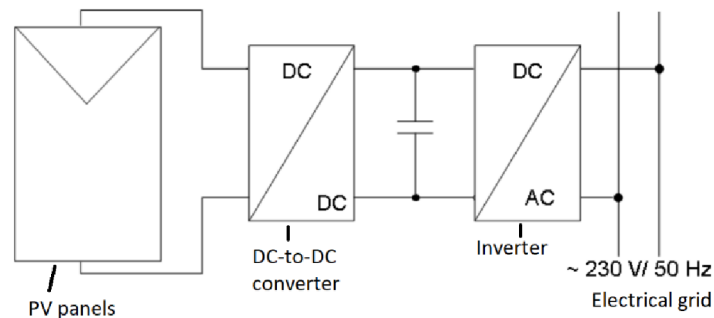 DC
DC
DC
AC
PV panels
DC-to-DC
converter
Inverter
~ 230 V/ 50 Hz
Electrical grid